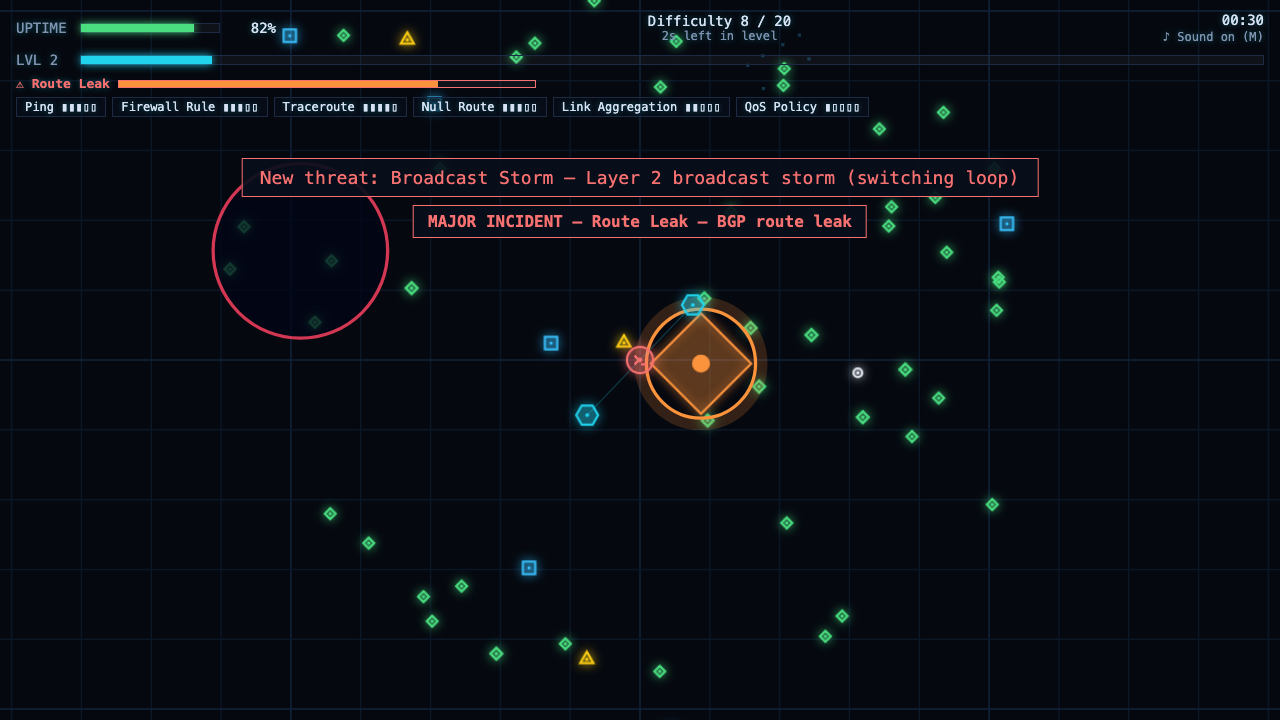 UPTIME 82%
Difficulty 8 / 20
00:30
2s left in level
♪ Sound on (M)
LVL 2
⚠ Route Leak
Ping ▮▮▮▯▯
Firewall Rule ▮▮▮▯▯
Traceroute ▮▮▮▮▯
Null Route ▮▮▮▯▯
Link Aggregation ▮▮▯▯▯
QoS Policy ▮▯▯▯▯
New threat: Broadcast Storm — Layer 2 broadcast storm (switching loop)
MAJOR INCIDENT — Route Leak — BGP route leak